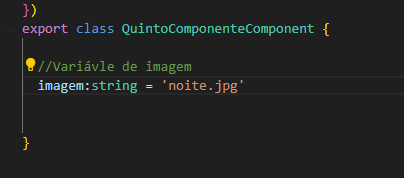 })
export class QuintoComponenteComponent {
//Variávle de imagem
imagem:string = 'noite.jpg'
}